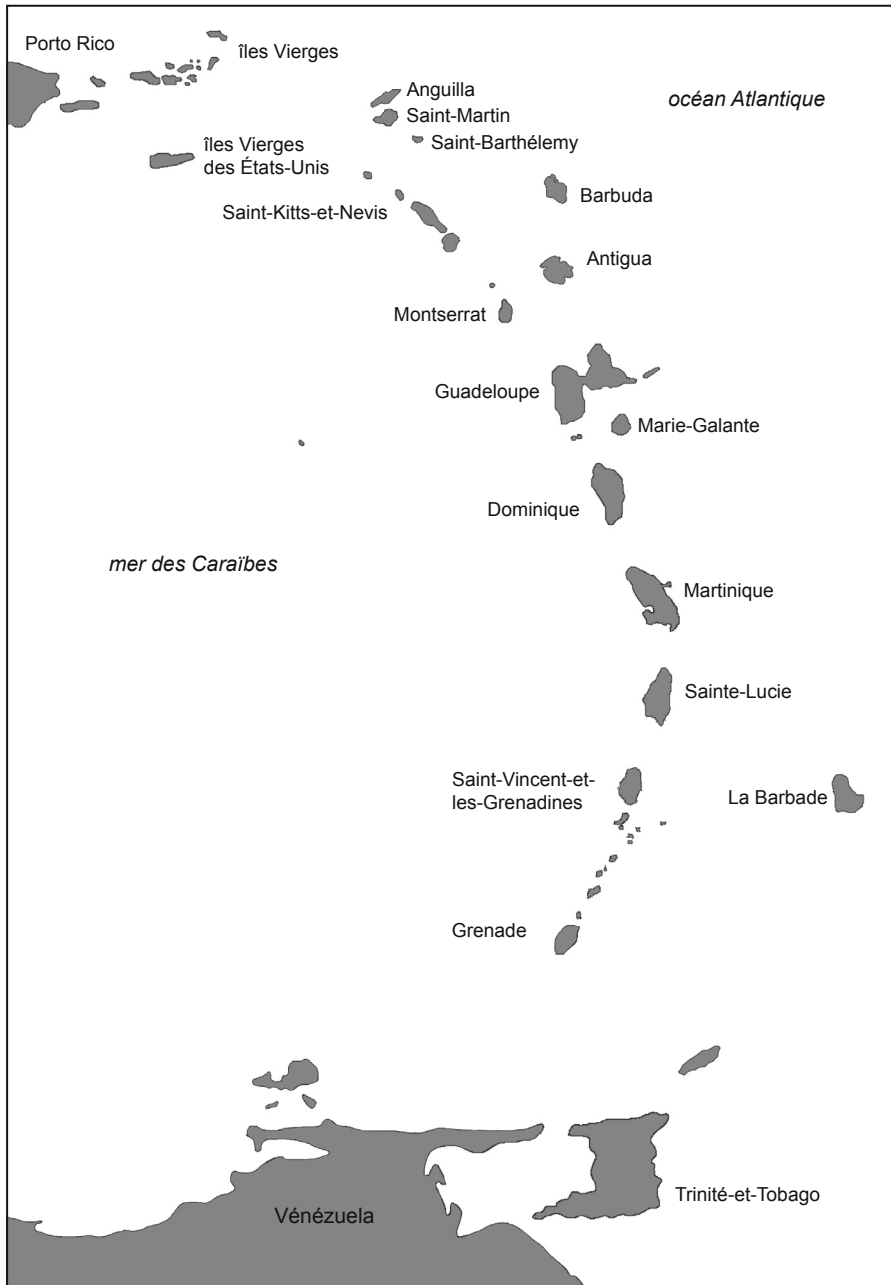 Porto Rico
îles Vierges
Anguilla
océan Atlantique
Saint-Martin
Saint-Barthélemy
îles Vierges
des États-Unis
Barbuda
Saint-Kitts-et-Nevis
Antigua
Montserrat
Guadeloupe
Marie-Galante
Dominique
mer des Caraïbes
Martinique
Sainte-Lucie
Saint-Vincent-et-
les-Grenadines
La Barbade
Grenade
Trinité-et-Tobago
Vénézuela